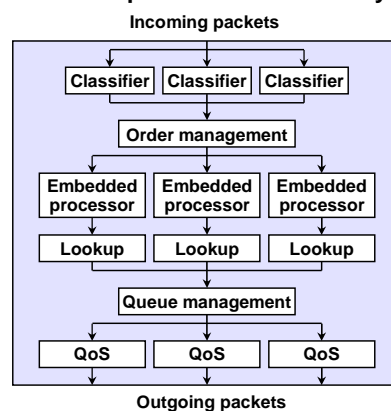 Incoming packets
Classifier Classifier Classifier
Order management
Embedded processor Embedded processor Embedded processor
Lookup Lookup Lookup
Queue management
QoS QoS QoS
Outgoing packets